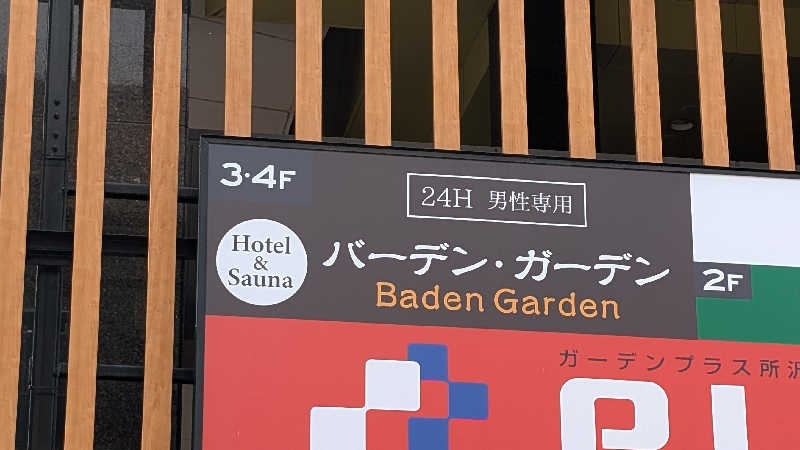 3・4F
24H 男性専用
Hotel
&
Sauna
バーデン・ガーデン
Baden Garden
2F
ガーデンプラス所沢